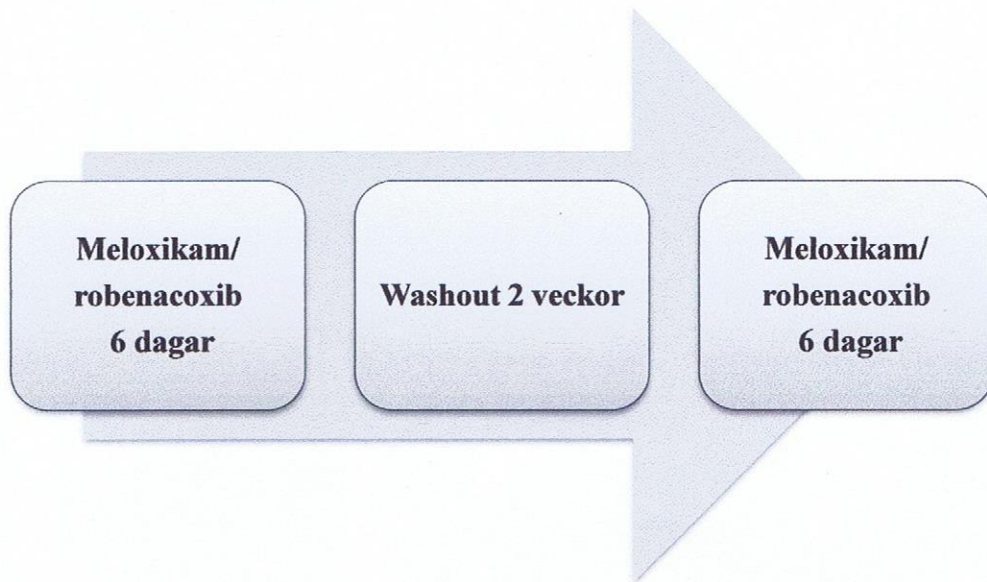 Meloxikam/
robenacoxib
6 dagar
Washout 2 veckor
Meloxikam/
robenacoxib
6 dagar